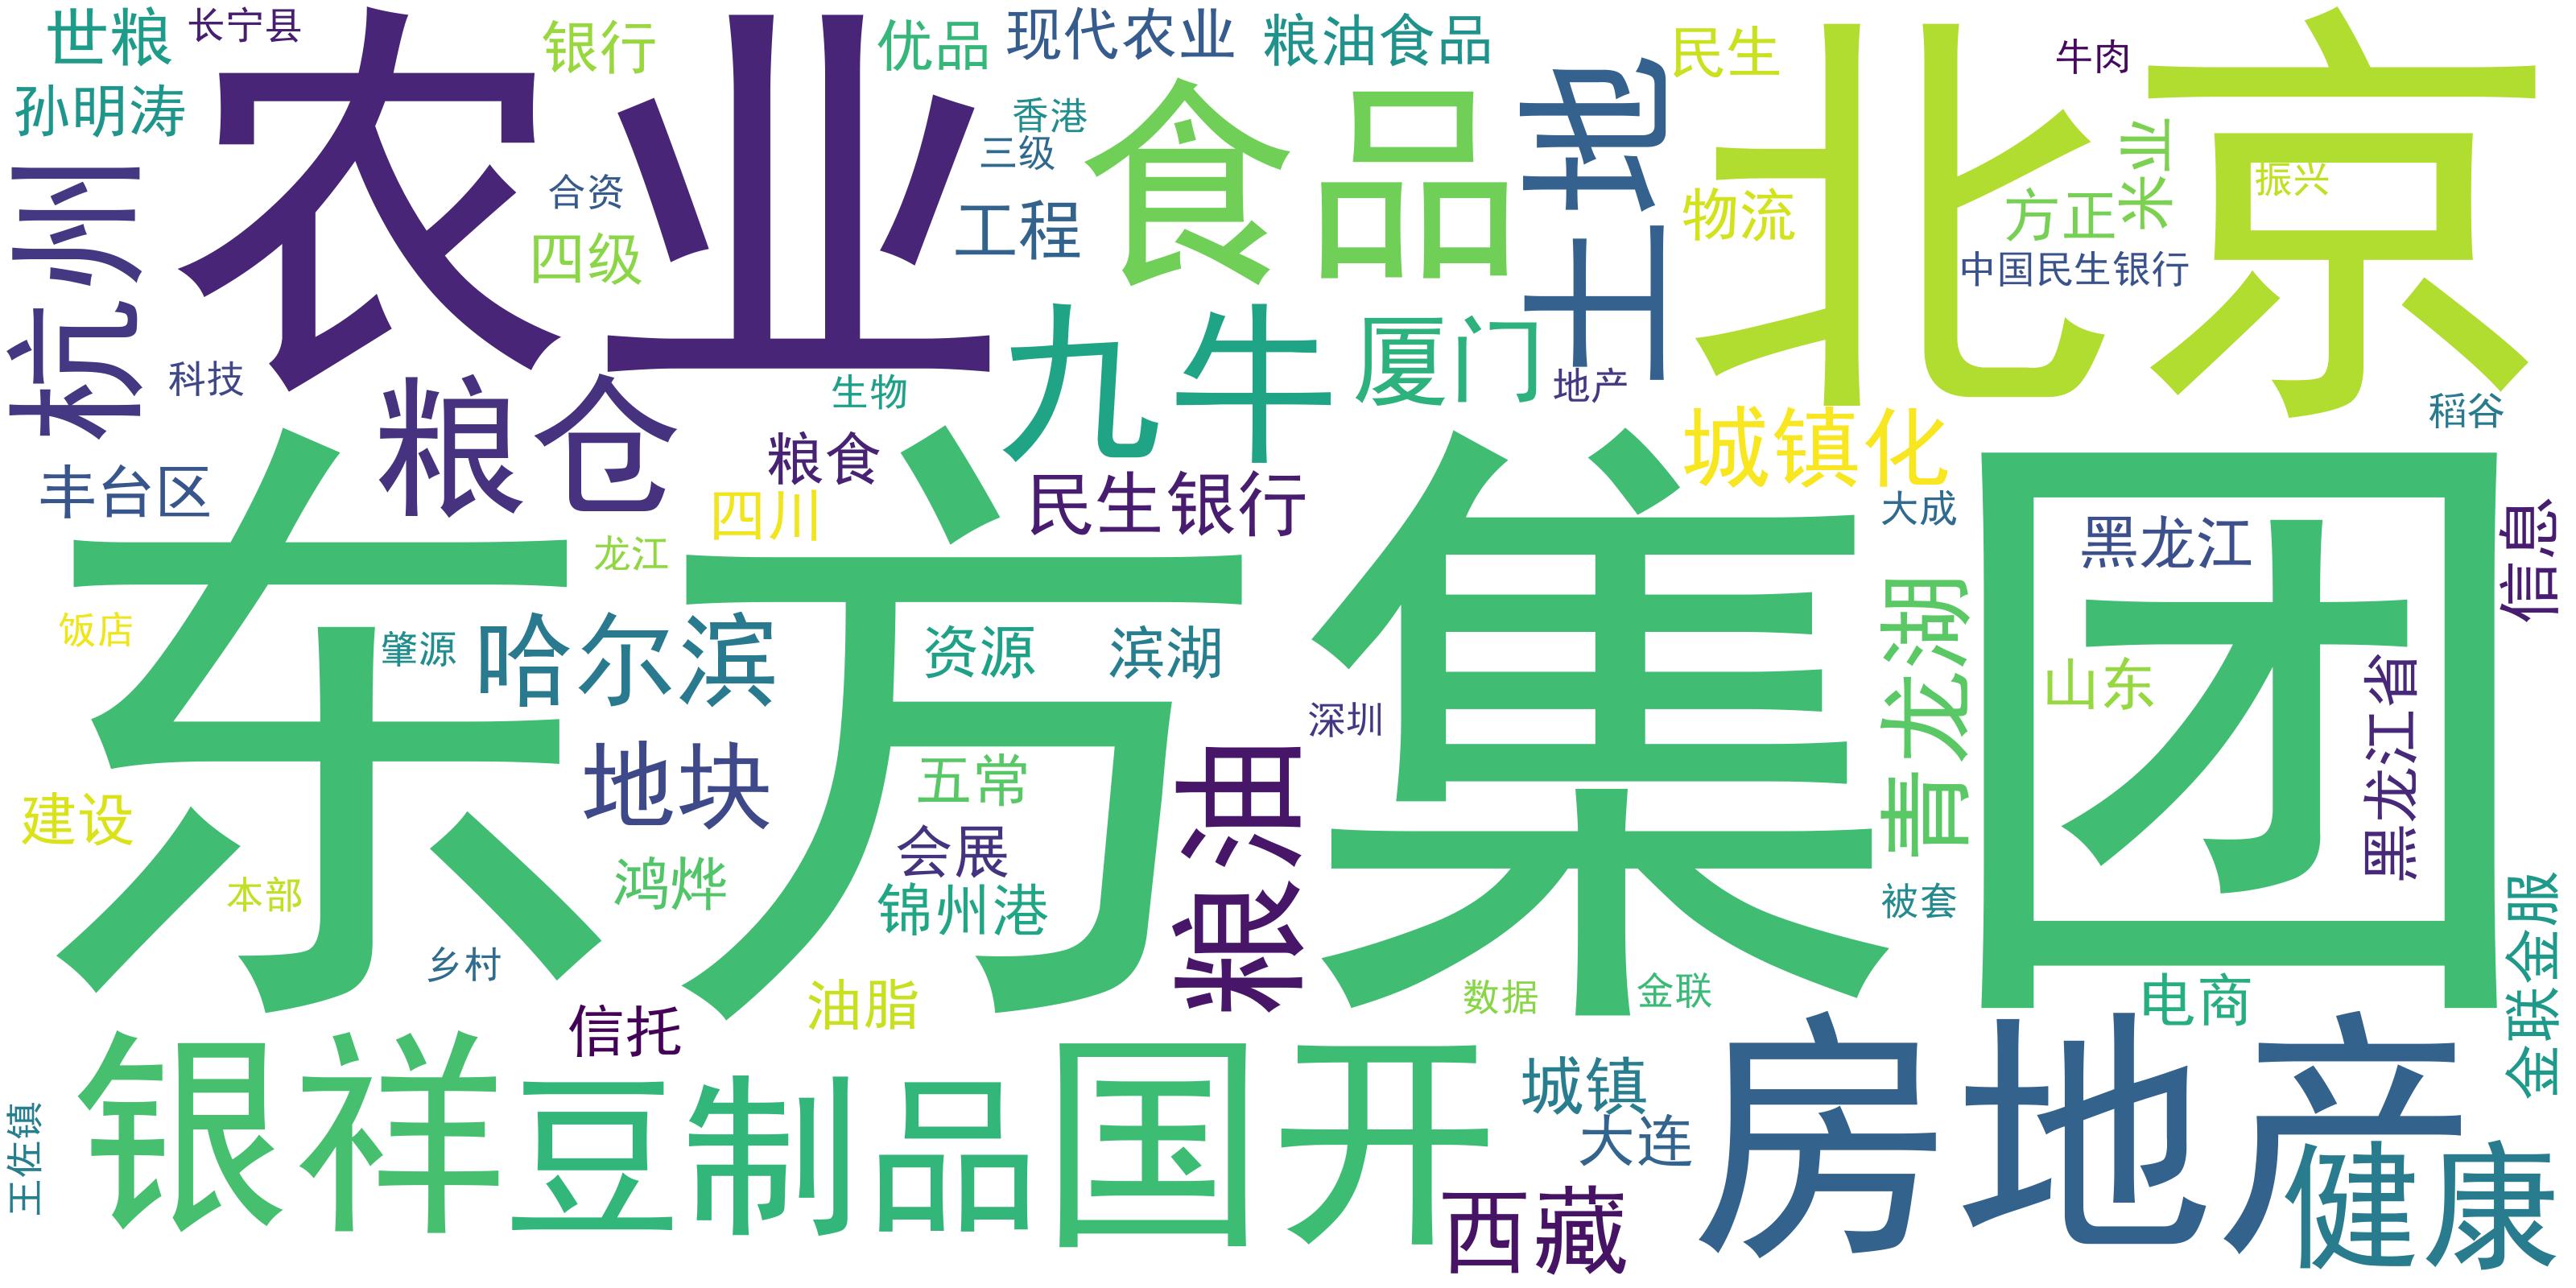 世粮
长宁县
银行
优品
现代农业
粮油食品
民生
牛肉
孙明涛
农业
香港
食品
土地
北京
三级
米业
杭州
合资
四级
工程
物流
方正
振兴
中国民生银行
九牛
厦门
科技
粮仓
生物
地产
城镇化
稻谷
粮食
民生银行
丰台区
四川
大成
黑龙江
信息
东方集团
龙江
饭店
肇源
哈尔滨
资源
滨湖
青龙湖
山东
黑龙江省
深圳
地块
五常
粮油
建设
会展
鸿烨
锦州港
本部
被套
乡村
油脂
数据
金联
电商
金联金服
信托
银祥
豆制品
国开
城镇
房地产
大连
王佐镇
西藏
健康